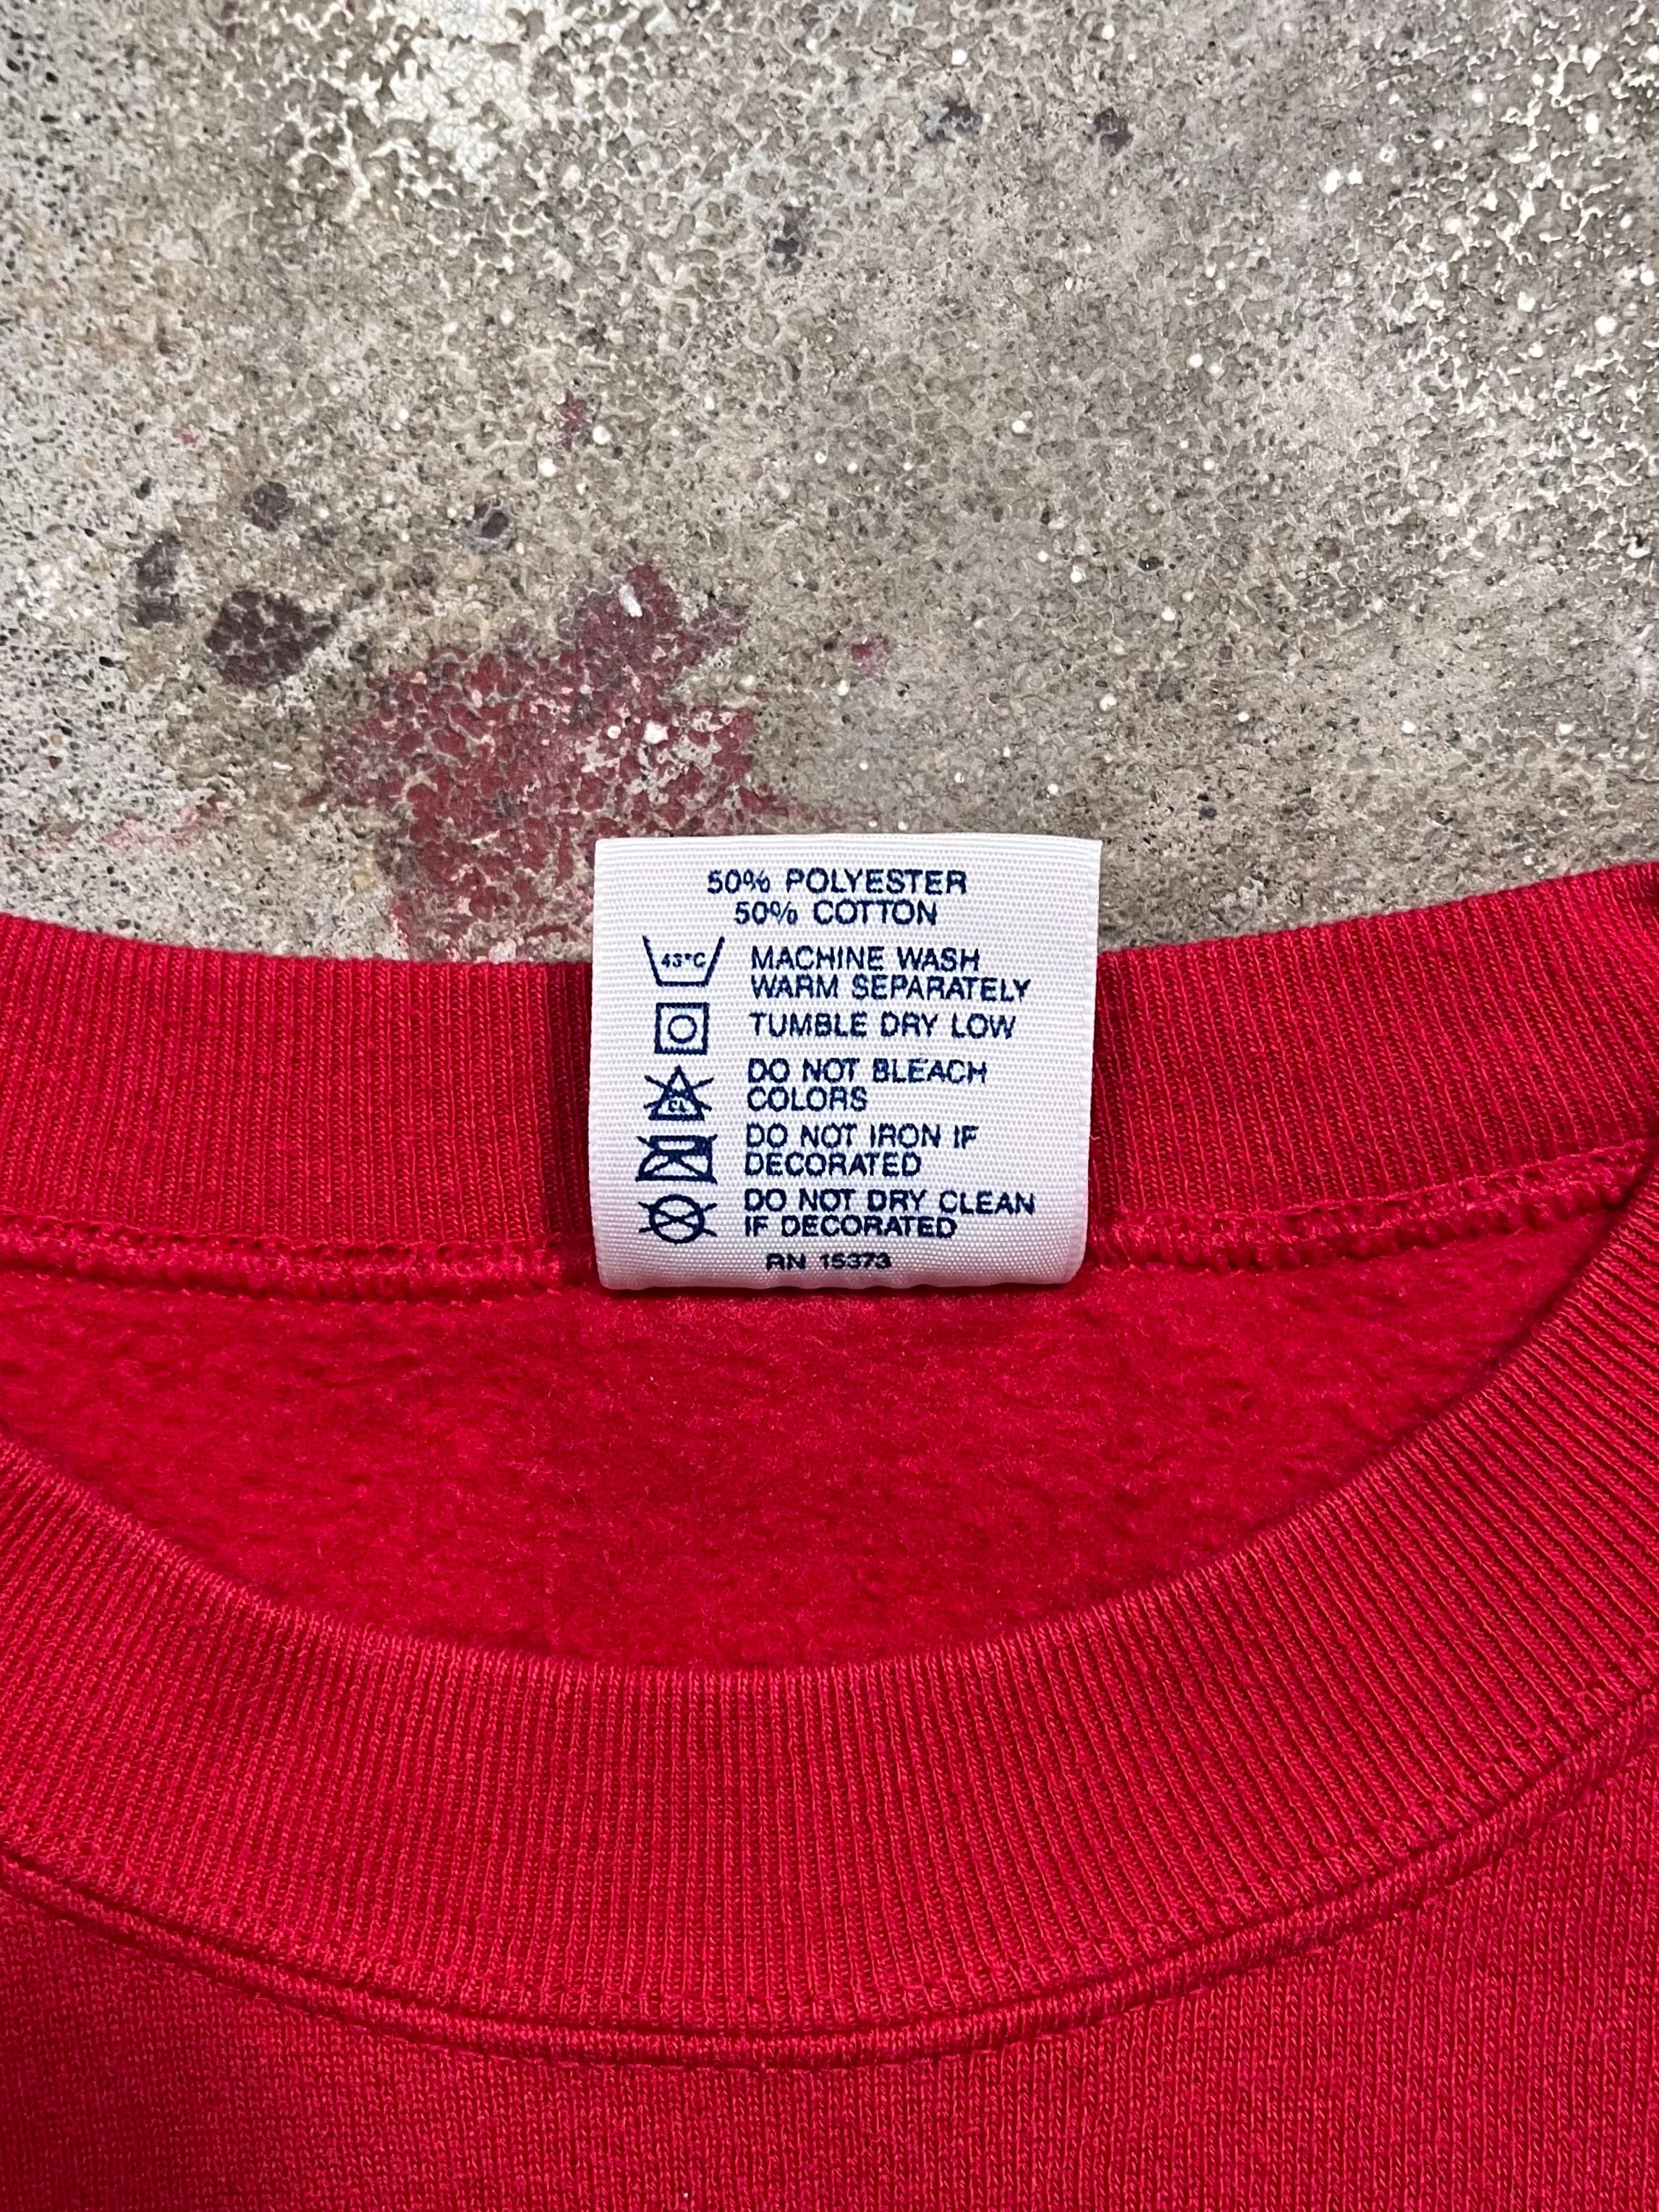 50% POLYESTER
50% COTTON
43°C MACHINE WASH
WARM SEPARATELY
TUMBLE DRY LOW
DO NOT BLEACH
CL COLORS
DO NOT IRON IF
DECORATED
DO NOT DRY CLEAN
IF DECORATED
RN 15373